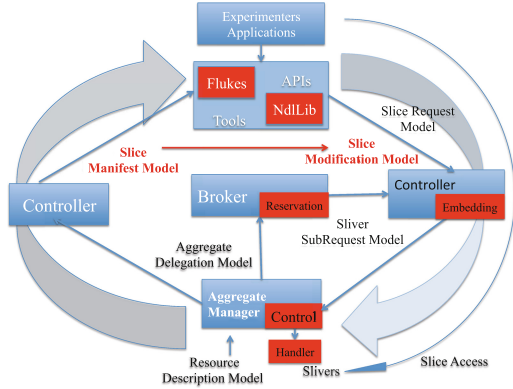 Experimenters
Applications
Flukes
APIs
NdlLib
Tools
Slice Request
Model
Slice
Manifest Model
Slice
Modification Model
Controller
Broker
Reservation
Controller
Embedding
Sliver
SubRequest Model
Aggregate
Delegation Model
Aggregate
Manager
Control
Handler
Resource
Description Model
Slivers
Slice Access